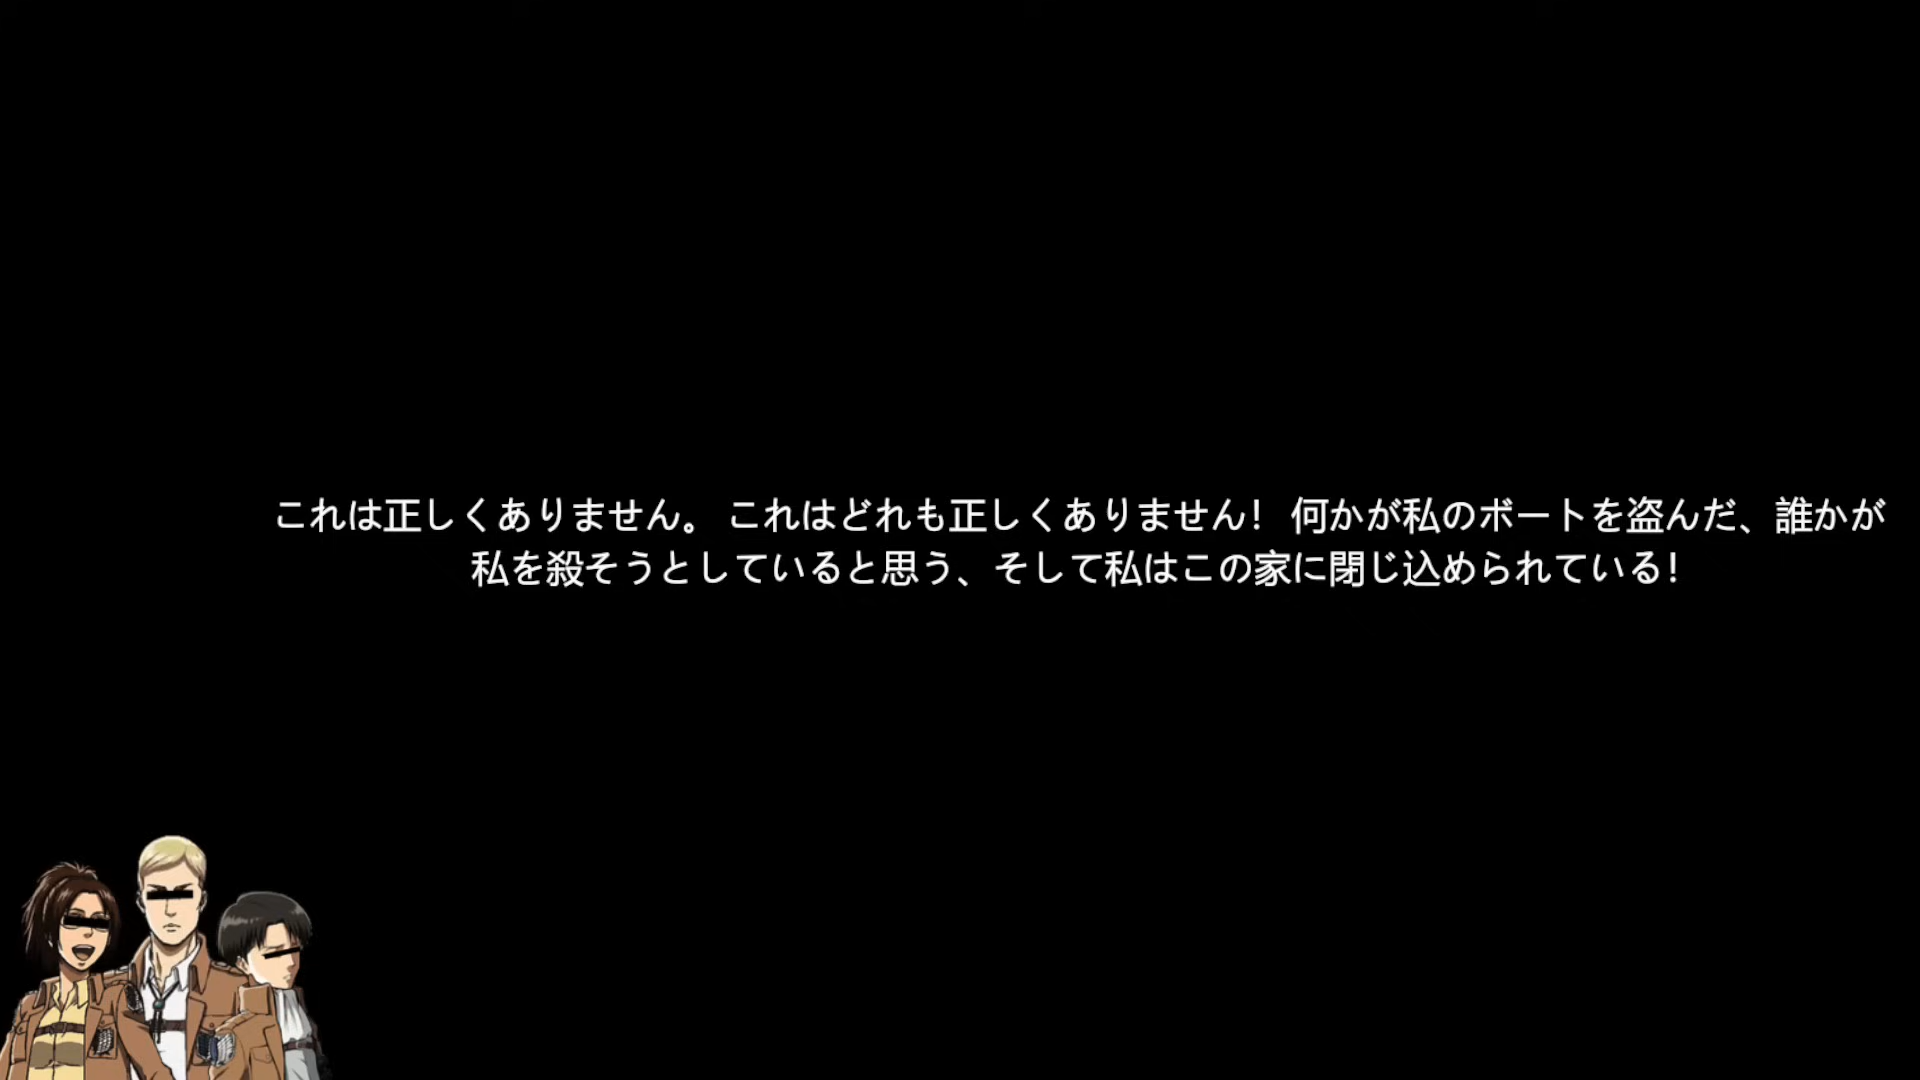 これは正しくありません。 これはどれも正しくありません! 何かが私のボートを盗んだ、誰かが
私を殺そうとしていると思う、そして私はこの家に閉じ込められている!